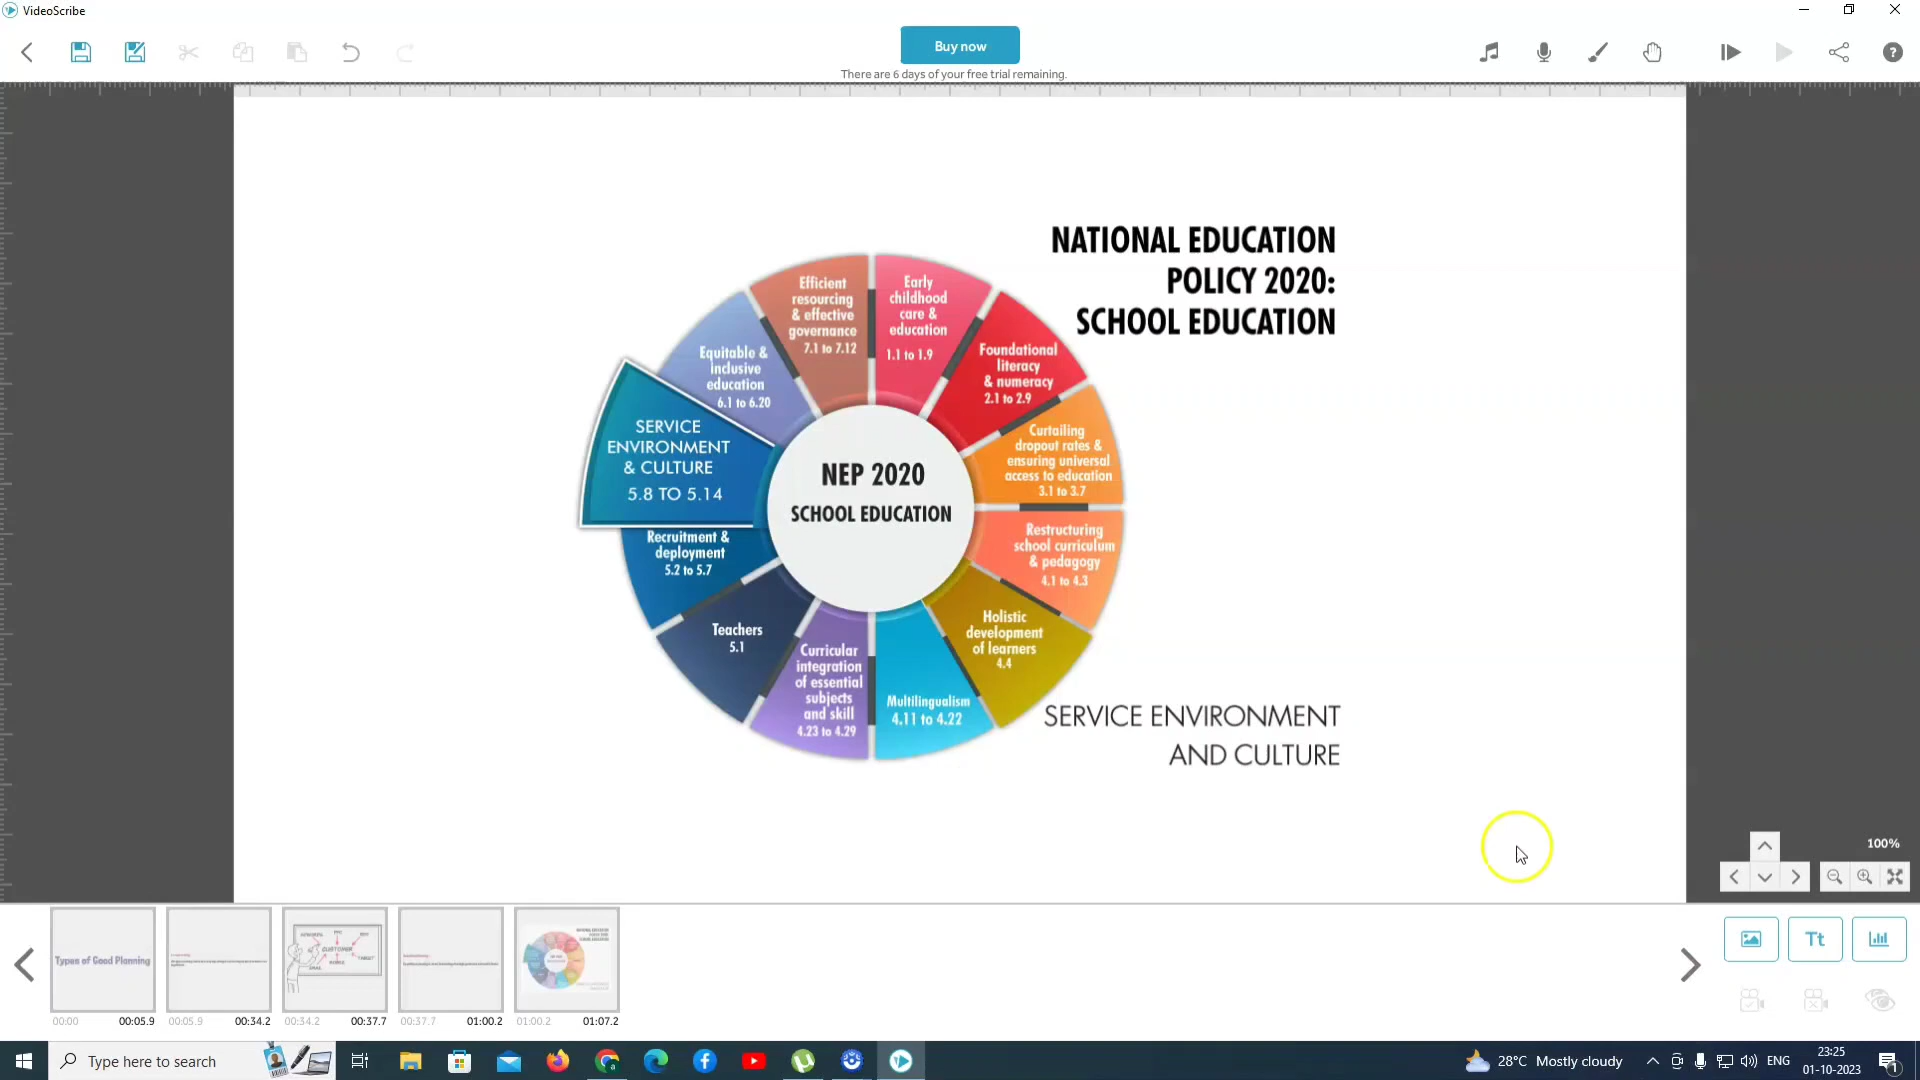 VideoScribe
Buy now
There are 6 days of your free trial remaining.
NATIONAL EDUCATION
POLICY 2020:
SCHOOL EDUCATION
Efficient
resourcing
& effective
governance
7.1 to 7.12
Early
childhood
care &
education
1.1 to 1.9
Equitable &
inclusive
education
6.1 to 6.20
Foundational
literacy
& numeracy
2.1 to 2.9
SERVICE
ENVIRONMENT
& CULTURE
5.8 TO 5.14
Curtailing
dropout rates &
ensuring universal
access to education
3.1 to 3.7
NEP 2020
SCHOOL EDUCATION
Recruitment &
deployment
5.2 to 5.7
Restructuring
school curriculum
& pedagogy
4.1 to 4.3
Teachers
5.1
Holistic
development
of learners
4.4
Curricular
integration
of essential
subjects
and skill
4.23 to 4.29
Multilingualism
4.11 to 4.22
SERVICE ENVIRONMENT
AND CULTURE
100%
Types of Good Planning
CUSTOMER
Tt
00:00 00:05.9
00:05.9 00:34.2
00:34.2 00:37.7
00:37.7 01:00.2
01:00.2 01:07.2
Type here to search
28°C Mostly cloudy
ENG
23:25
01-10-2023
1